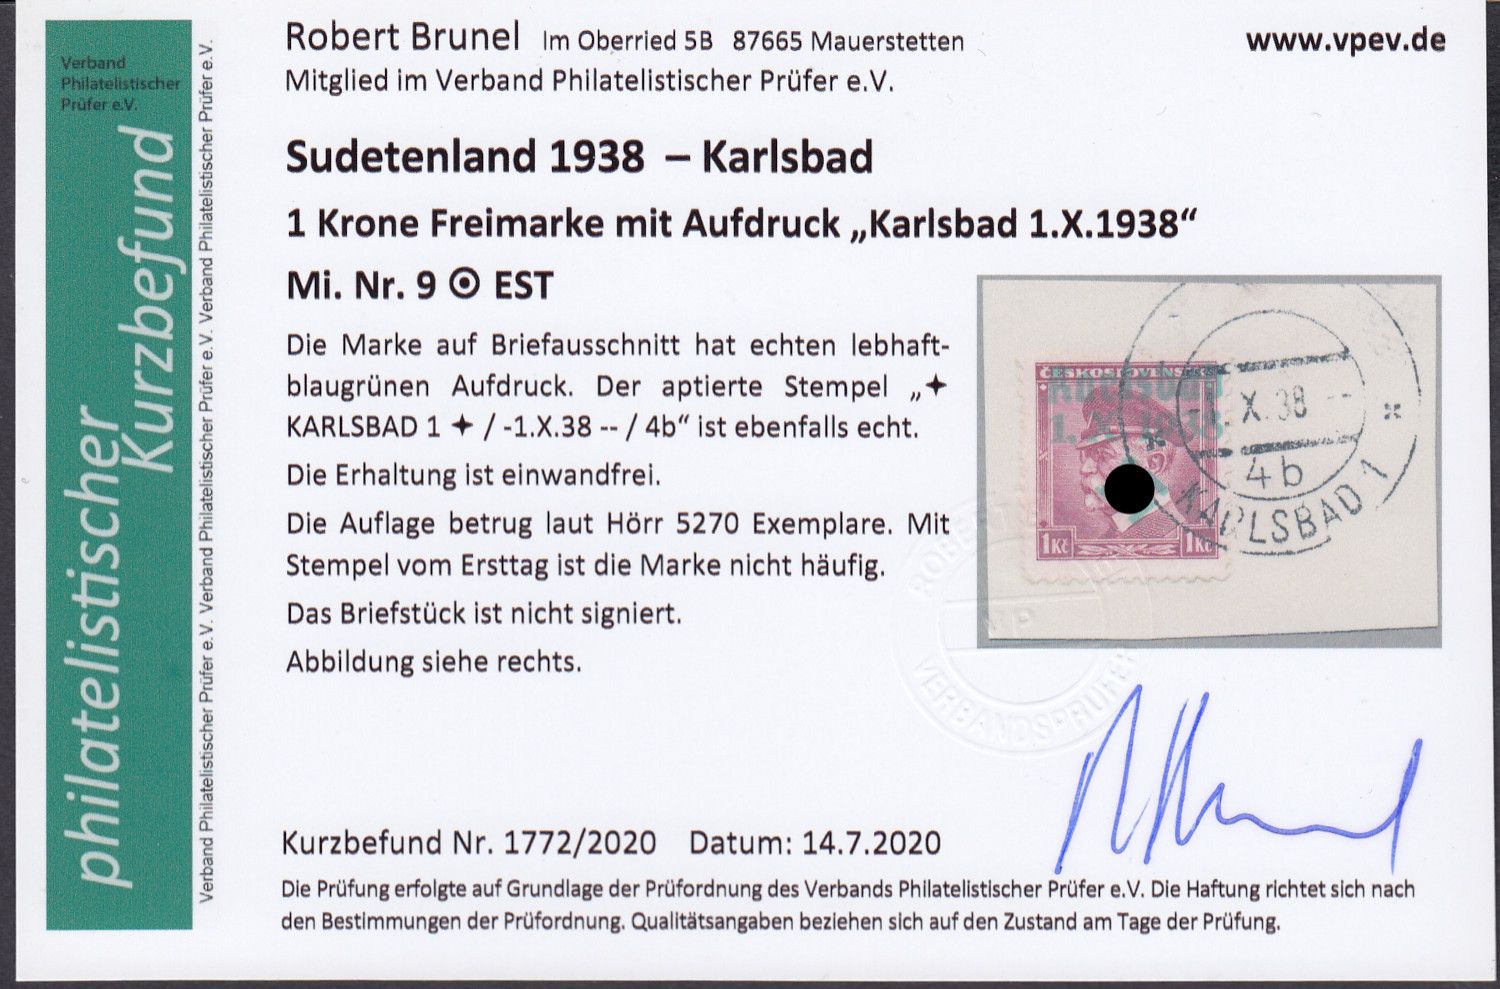 Robert Brunel Im Oberried 5B 87665 Mauerstetten
www.vpev.de
Mitglied im Verband Philatelistischer Prüfer e.V.
Verband
Philatelistischer
Prüfer e.V.
philatelistischer
Kurzbefund
Verband Philatelistischer Prüfer e.V. Verband Philatelistischer Prüfer e.V. Verband Philatelistischer Prüfer e.V.
Sudetenland 1938 – Karlsbad
1 Krone Freimarke mit Aufdruck „Karlsbad 1.X.1938“
Mi. Nr. 9 ☉ EST
Die Marke auf Briefausschnitt hat echten lebhaft-
blaugrünen Aufdruck. Der aptierte Stempel „✦
KARLSBAD 1 ✦ / -1.X.38 -- / 4b“ ist ebenfalls echt.
Die Erhaltung ist einwandfrei.
Die Auflage betrug laut Hörr 5270 Exemplare. Mit
Stempel vom Ersttag ist die Marke nicht häufig.
Das Briefstück ist nicht signiert.
Abbildung siehe rechts.
Karlsbad
1. X. 1938
1Kč 1Kč
X.38 --
4b
KARLSBAD 1
VERBANDSPRÜFER
Kurzbefund Nr. 1772/2020 Datum: 14.7.2020
Die Prüfung erfolgte auf Grundlage der Prüfordnung des Verbands Philatelistischer Prüfer e.V. Die Haftung richtet sich nach
den Bestimmungen der Prüfordnung. Qualitätsangaben beziehen sich auf den Zustand am Tage der Prüfung.